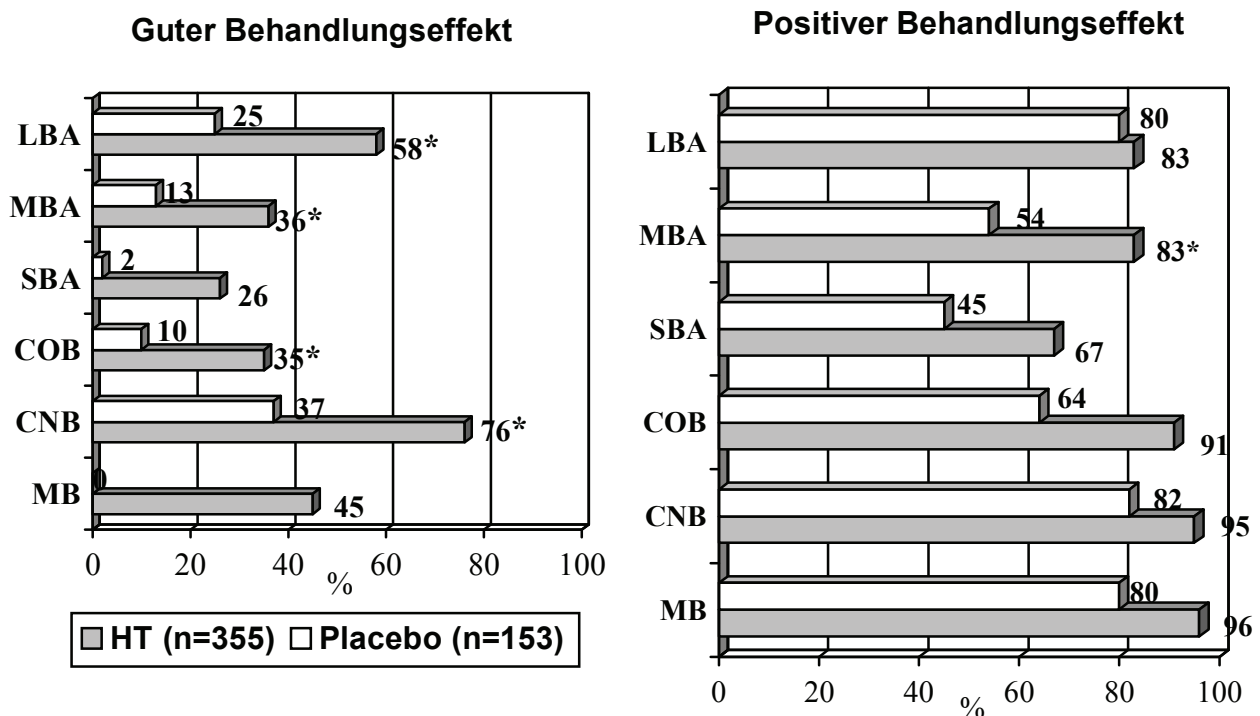 Guter Behandlungseffekt
LBA
25
58*
MBA
13
36*
SBA
2
26
COB
10
35*
CNB
37
76*
MB
0
45
0 20 40 60 80 100
%
HT (n=355) Placebo (n=153)
Positiver Behandlungseffekt
LBA
80
83
MBA
54
83*
SBA
45
67
COB
64
91
CNB
82
95
MB
80
96
0 20 40 60 80 100
%